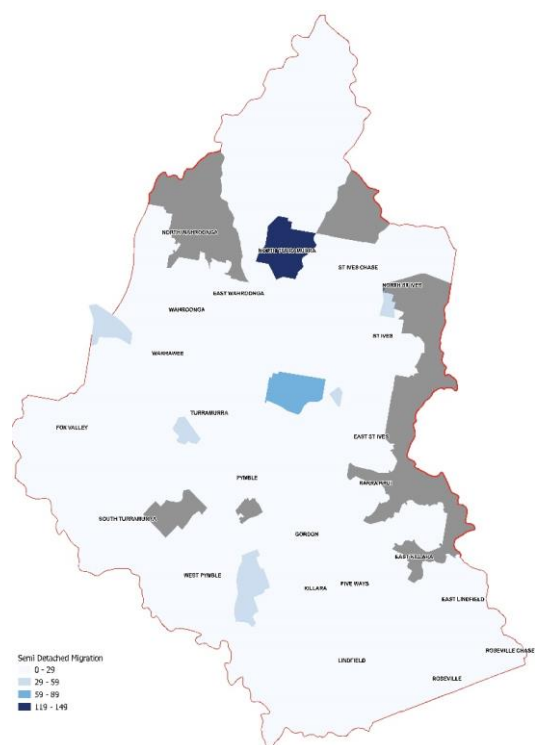 NORTH WAHROONGA
NORTH TURRAMURRA
ST IVES CHASE
NORTH ST IVES
EAST WAHROONGA
WAHROONGA
ST IVES
WARRAWEE
TURRAMURRA
FOX VALLEY
EAST ST IVES
PYMBLE
SOUTH TURRAMURRA
GORDON
EAST KILLARA
WEST PYMBLE
KILLARA
FIVE WAYS
EAST LINDFIELD
ROSEVILLE CHASE
LINDFIELD
ROSEVILLE
Semi Detached Migration
0 - 29
29 - 59
59 - 89
119 - 149